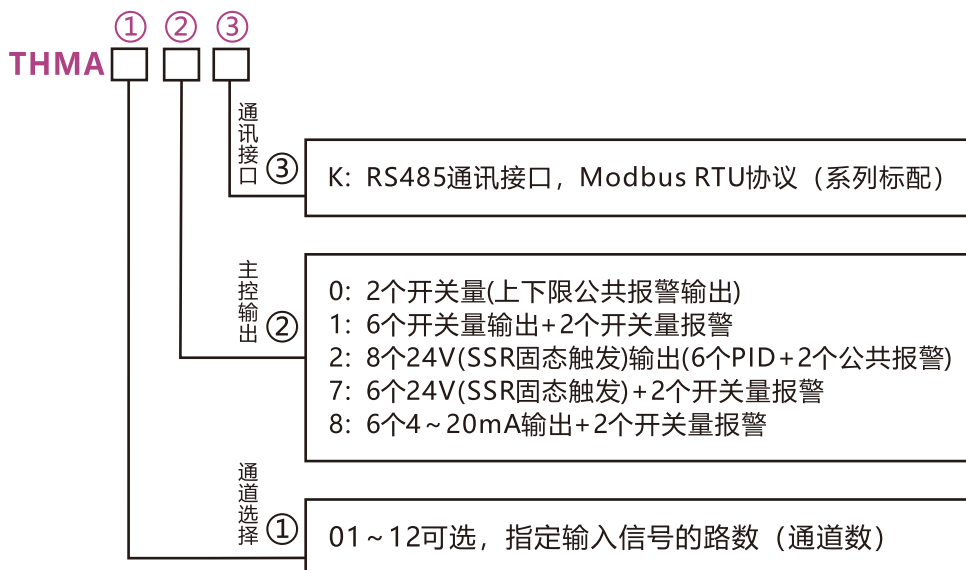 ① ② ③
THMA□ □ □
通讯接口
③
K: RS485通讯接口，Modbus RTU协议（系列标配）
主控输出
②
0: 2个开关量(上下限公共报警输出)
1: 6个开关量输出+2个开关量报警
2: 8个24V(SSR固态触发)输出(6个PID+2个公共报警)
7: 6个24V(SSR固态触发)+2个开关量报警
8: 6个4~20mA输出+2个开关量报警
通道选择
①
01~12可选，指定输入信号的路数（通道数）